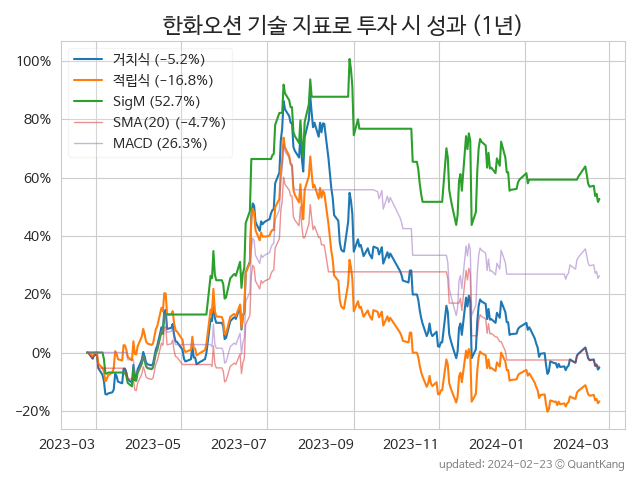 한화오션 기술 지표로 투자 시 성과 (1년)
거치식 (−5.2%)
적립식 (−16.8%)
SigM (52.7%)
SMA(20) (−4.7%)
MACD (26.3%)
100%
80%
60%
40%
20%
0%
−20%
2023-03 2023-05 2023-07 2023-09 2023-11 2024-01 2024-03
updated: 2024-02-23 © QuantKang